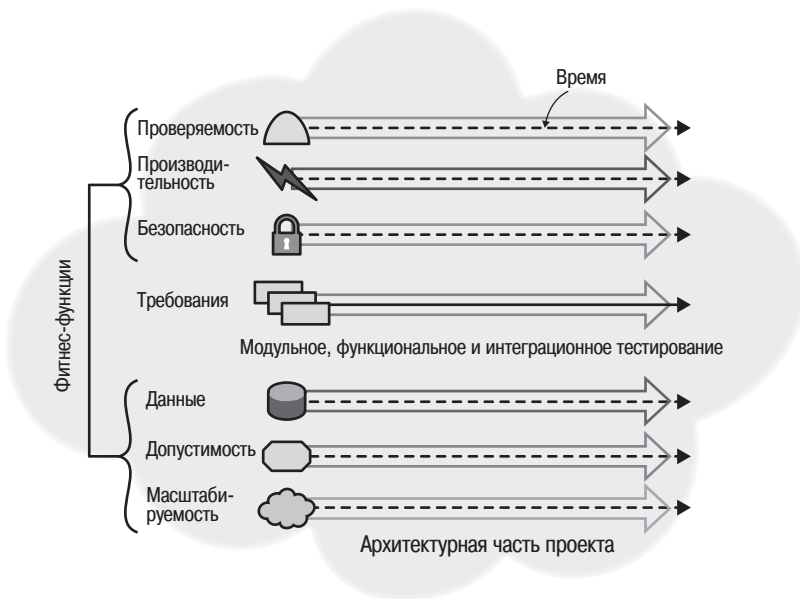 Время
Проверяемость
Производи-
тельность
Безопасность
Фитнес-функции
Требования
Модульное, функциональное и интеграционное тестирование
Данные
Допустимость
Масштаби-
руемость
Архитектурная часть проекта